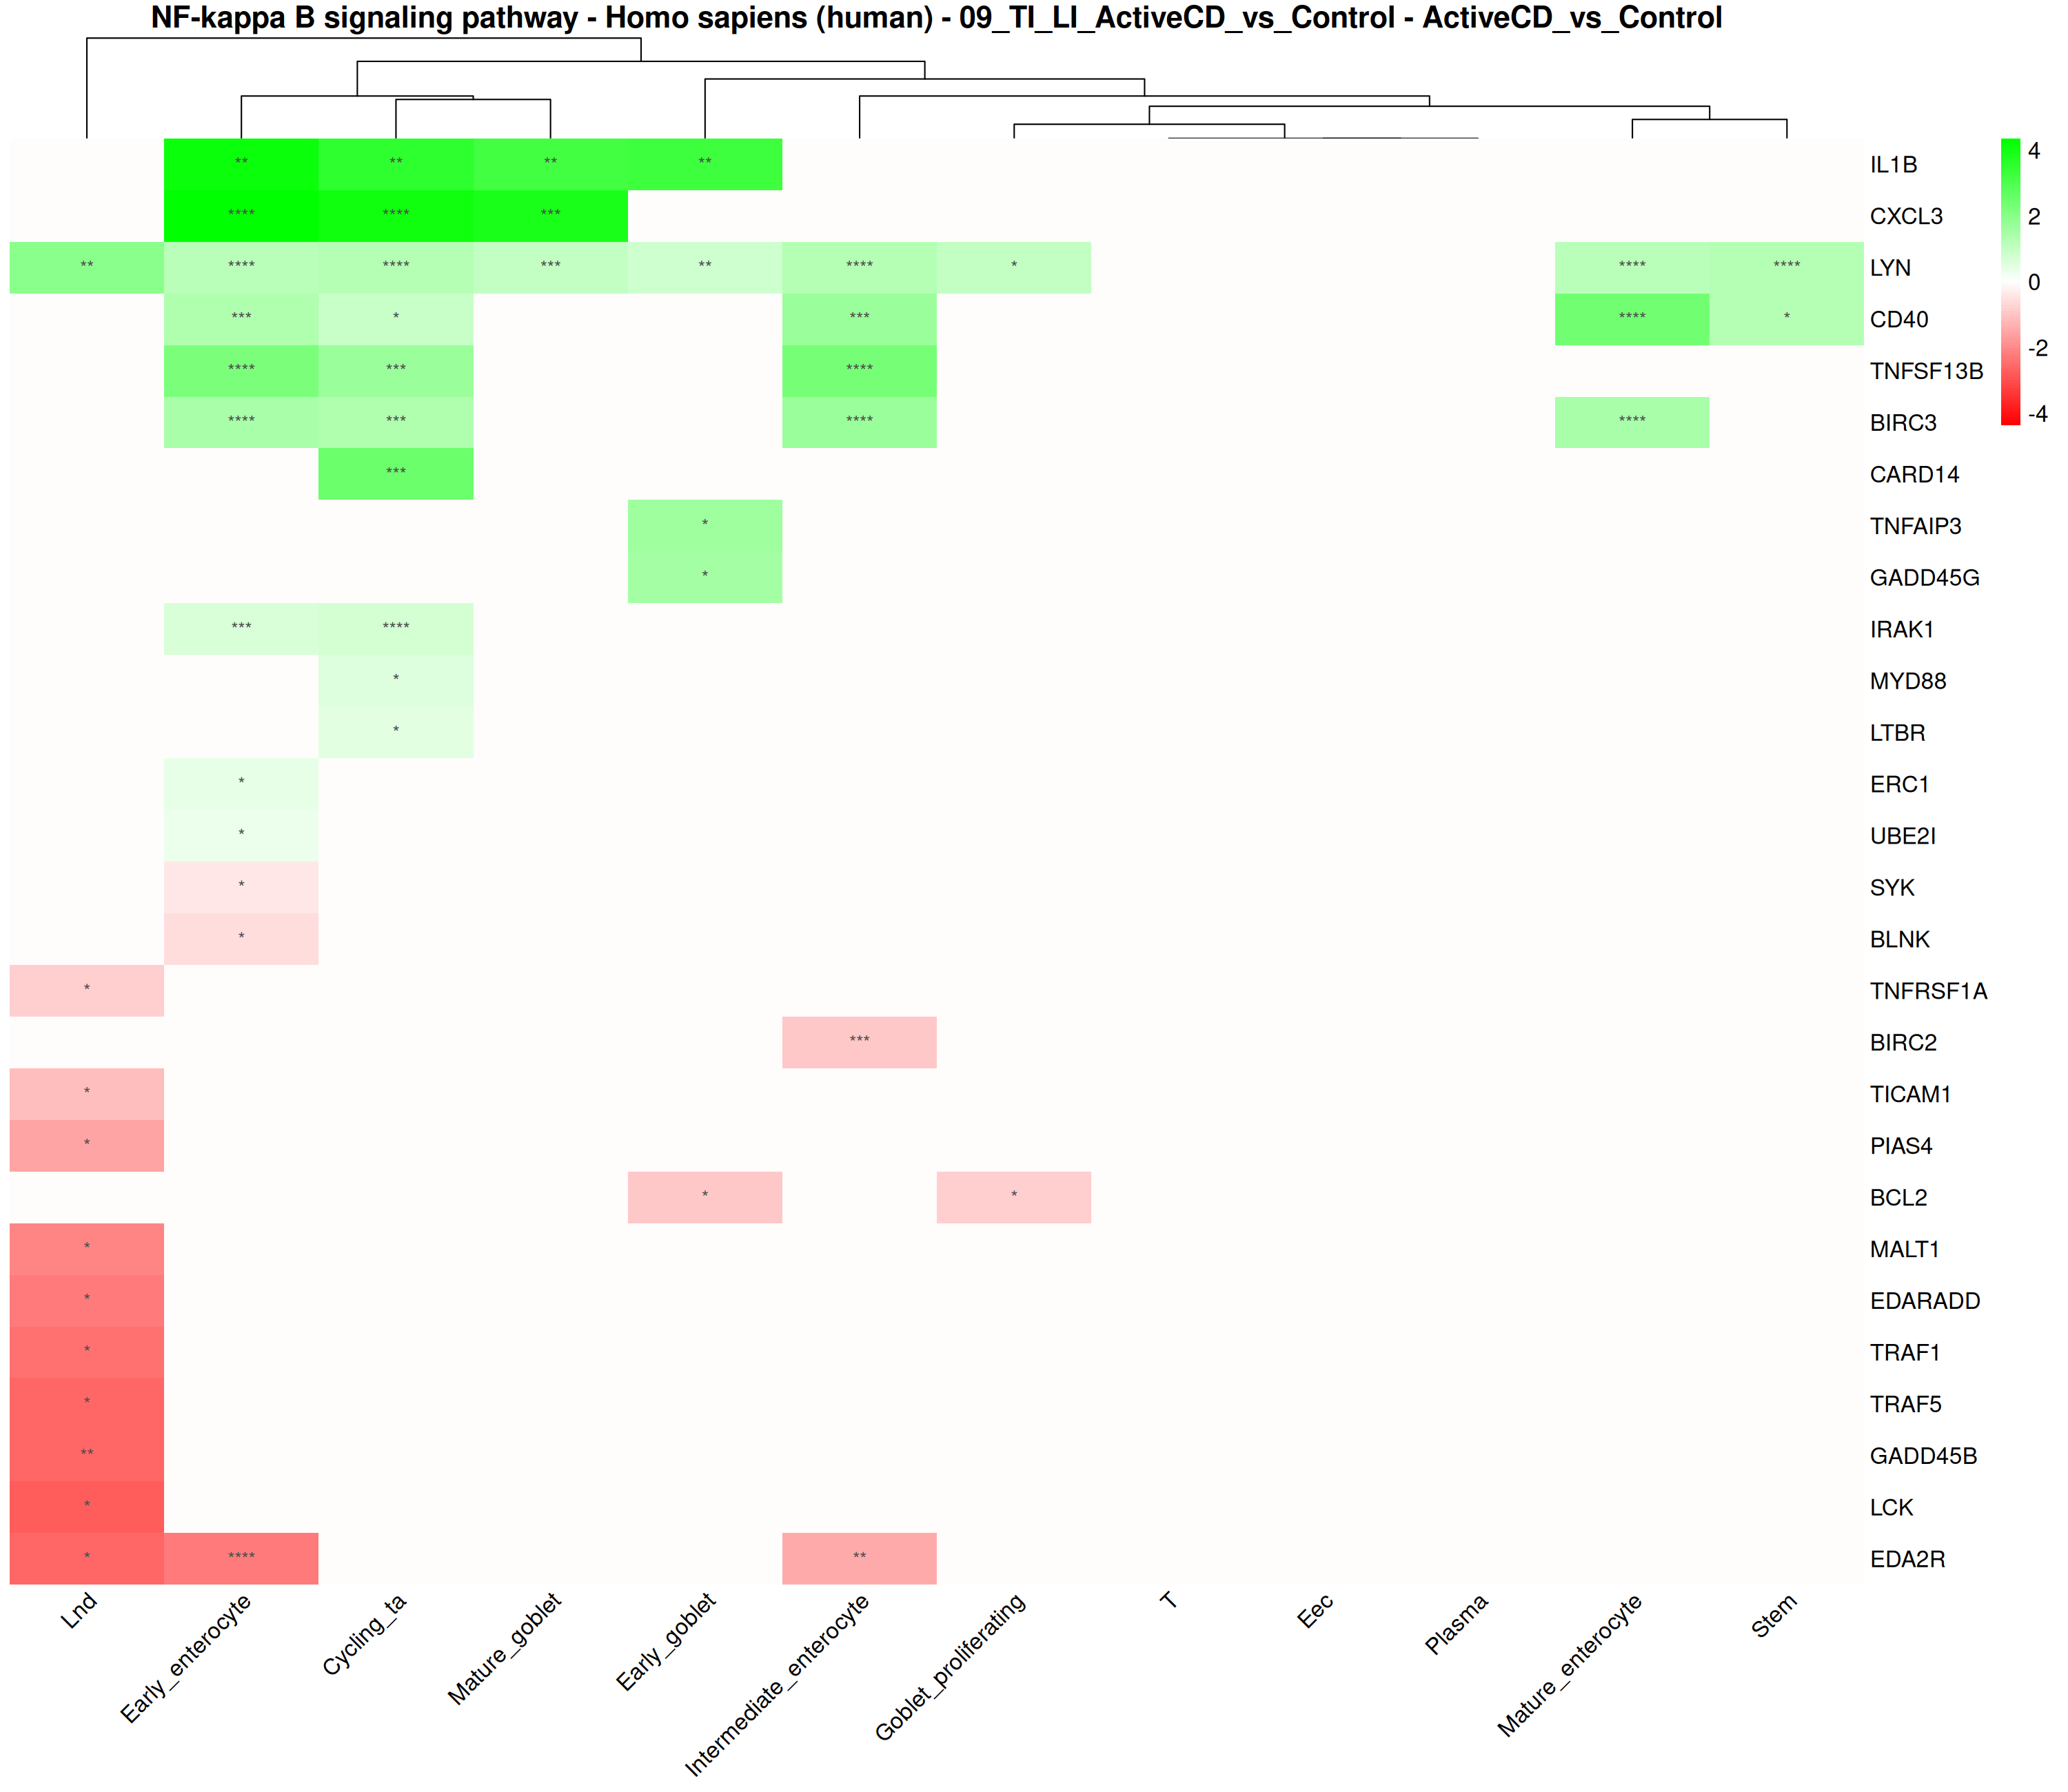 NF-kappa B signaling pathway - Homo sapiens (human) - 09_TI_LI_ActiveCD_vs_Control - ActiveCD_vs_Control
** ** ** ** IL1B
**** **** *** CXCL3
** **** **** *** ** **** * **** **** LYN
*** * *** **** * CD40
**** *** **** TNFSF13B
**** *** **** **** BIRC3
*** CARD14
* TNFAIP3
* GADD45G
*** **** IRAK1
* MYD88
* LTBR
* ERC1
* UBE2I
* SYK
* BLNK
* TNFRSF1A
*** BIRC2
* TICAM1
* PIAS4
* * BCL2
* MALT1
* EDARADD
* TRAF1
* TRAF5
** GADD45B
* LCK
* **** ** EDA2R
4
2
0
-2
-4
Lnd
Early_enterocyte
Cycling_ta
Mature_goblet
Early_goblet
Intermediate_enterocyte
Goblet_proliferating
T
Eec
Plasma
Mature_enterocyte
Stem